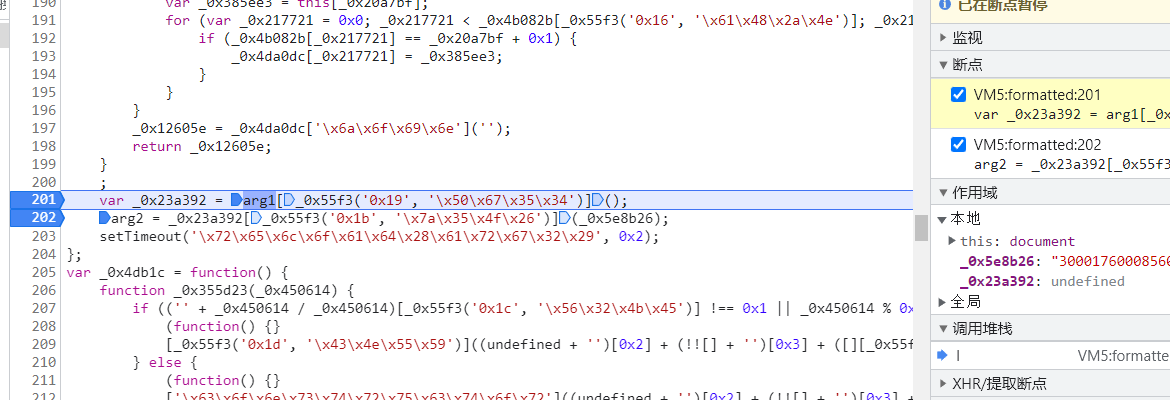 190 var _0x385ee3 = this[_0x20a7bf];
191 for (var _0x217721 = 0x0; _0x217721 < _0x4b082b[_0x55f3('0x16', '\x61\x48\x2a\x4e')]; _0x21
192 if (_0x4b082b[_0x217721] == _0x20a7bf + 0x1) {
193 _0x4da0dc[_0x217721] = _0x385ee3;
194 }
195 }
196 }
197 _0x12605e = _0x4da0dc['\x6a\x6f\x69\x6e']('');
198 return _0x12605e;
199 }
200 ;
201 var _0x23a392 = arg1[_0x55f3('0x19', '\x50\x67\x35\x34')]();
202 arg2 = _0x23a392[_0x55f3('0x1b', '\x7a\x35\x4f\x26')](_0x5e8b26);
203 setTimeout('\x72\x65\x6c\x6f\x61\x64\x28\x61\x72\x67\x32\x29', 0x2);
204 };
205 var _0x4db1c = function() {
206 function _0x355d23(_0x450614) {
207 if (('' + _0x450614 / _0x450614)[_0x55f3('0x1c', '\x56\x32\x4b\x45')] !== 0x1 || _0x450614 % 0x
208 (function() {}
209 [_0x55f3('0x1d', '\x43\x4e\x55\x59')]((undefined + '')[0x2] + (!![] + '')[0x3] + ([][_0x55f
210 } else {
211 (function() {}
212 ['\x63\x6f\x6e\x73\x74\x72\x75\x63\x74\x6f\x72']((undefined + '')[0x2] + (!![] + '')[0x3] +
已在断点暂停
监视
断点
VM5:formatted:201
var _0x23a392 = arg1[_0x
VM5:formatted:202
arg2 = _0x23a392[_0x55f3
作用域
本地
this: document
_0x5e8b26: "30001760008560
_0x23a392: undefined
全局
调用堆栈
l VM5:formatte
XHR/提取断点